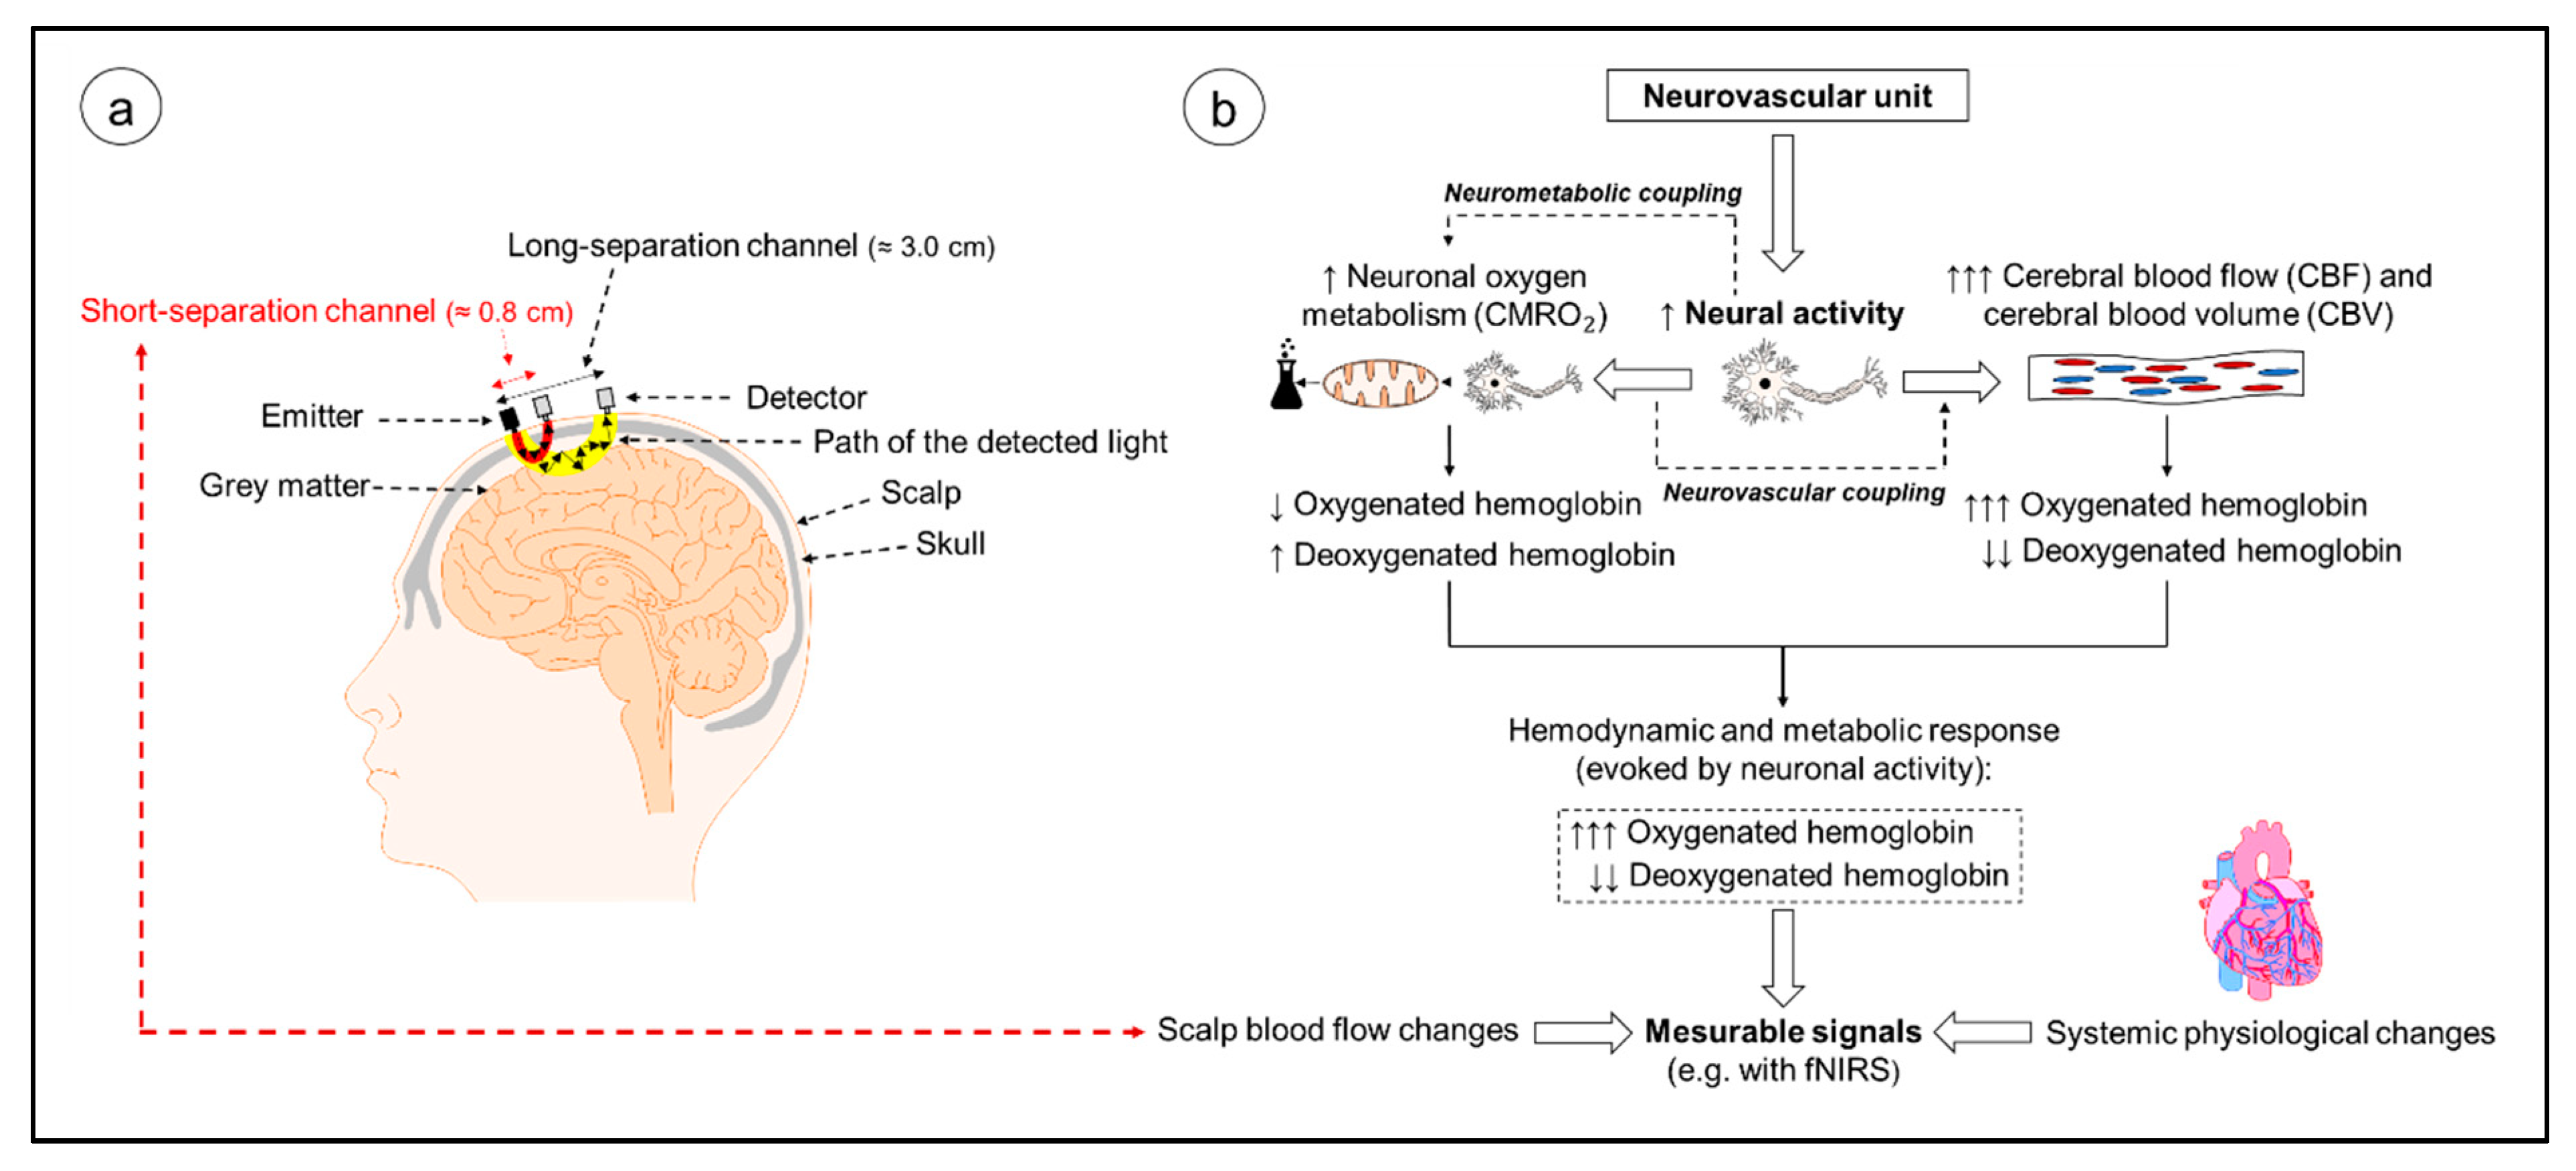 a
Long-separation channel (≈ 3.0 cm)
Short-separation channel (≈ 0.8 cm)
Emitter
Detector
Path of the detected light
Grey matter
Scalp
Skull
b
Neurovascular unit
Neurometabolic coupling
↑ Neuronal oxygen
metabolism (CMRO₂)
↑ Neural activity
↑↑↑ Cerebral blood flow (CBF) and
cerebral blood volume (CBV)
Neurovascular coupling
↓ Oxygenated hemoglobin
↑ Deoxygenated hemoglobin
↑↑↑ Oxygenated hemoglobin
↓↓ Deoxygenated hemoglobin
Hemodynamic and metabolic response
(evoked by neuronal activity):
↑↑↑ Oxygenated hemoglobin
↓↓ Deoxygenated hemoglobin
Scalp blood flow changes
Mesurable signals
(e.g. with fNIRS)
Systemic physiological changes